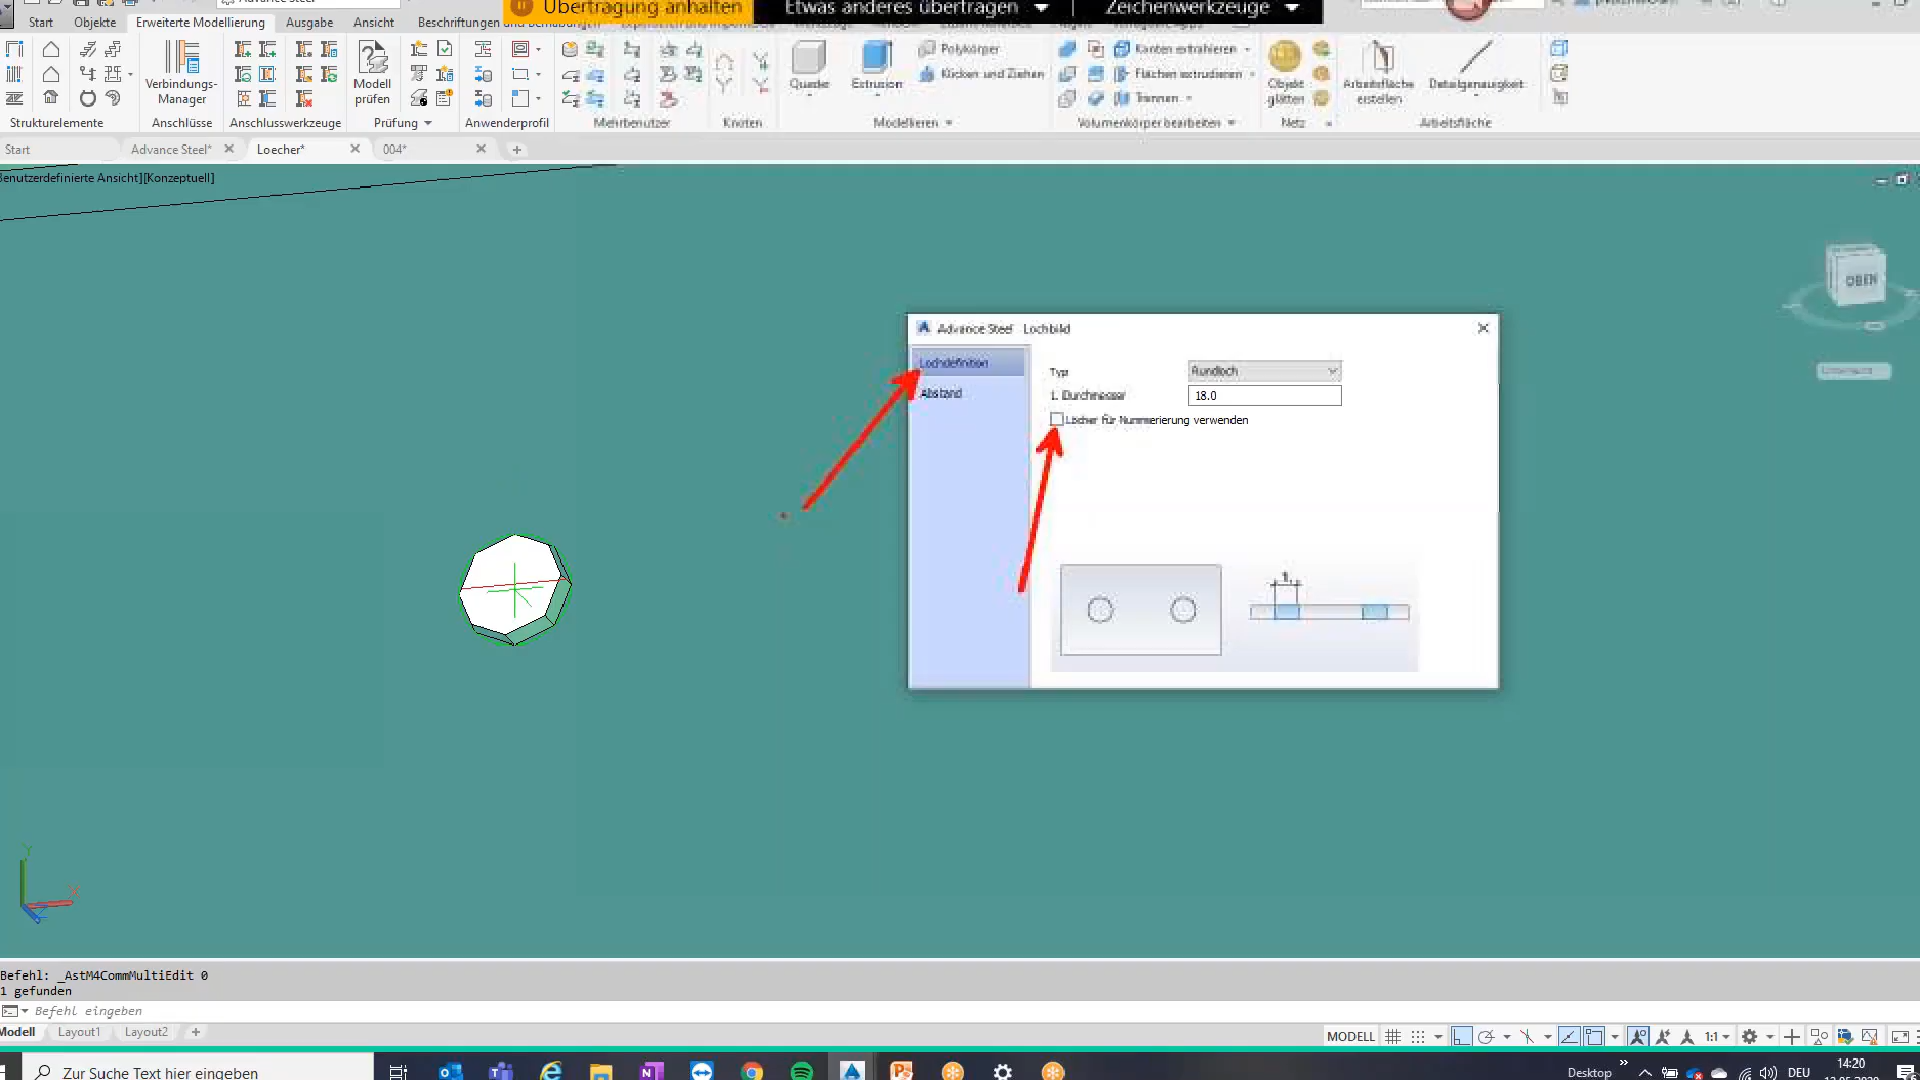 Übertragung anhalten
Etwas anderes übertragen
Zeichenwerkzeuge
Start
Objekte
Erweiterte Modellierung
Ausgabe
Ansicht
Beschriftungen
Verbindungs-
Manager
Modell
prüfen
Quader
Extrusion
Polykörper
Klicken und Ziehen
Kanten extrahieren
Flächen extrudieren
Trennen
Objekt
glätten
Arbeitsfläche
erstellen
Detailgenauigkeit
Strukturelemente
Anschlüsse
Anschlusswerkzeuge
Prüfung
Anwenderprofil
Mehrbenutzer
Knoten
Modellieren
Volumenkörper bearbeiten
Netz
Arbeitsfläche
Start
Advance Steel*
Loecher*
004*
Benutzerdefinierte Ansicht][Konzeptuell]
OBEN
Advance Steel Lochbild
Lochdefinition
Abstand
Typ
Rundloch
1. Durchmesser
18.0
Löcher für Nummerierung verwenden
1.
Y
X
Befehl: _AstM4CommMultiEdit 0
1 gefunden
Befehl eingeben
Modell
Layout1
Layout2
MODELL
1:1
Zur Suche Text hier eingeben
Desktop
DEU
14:20